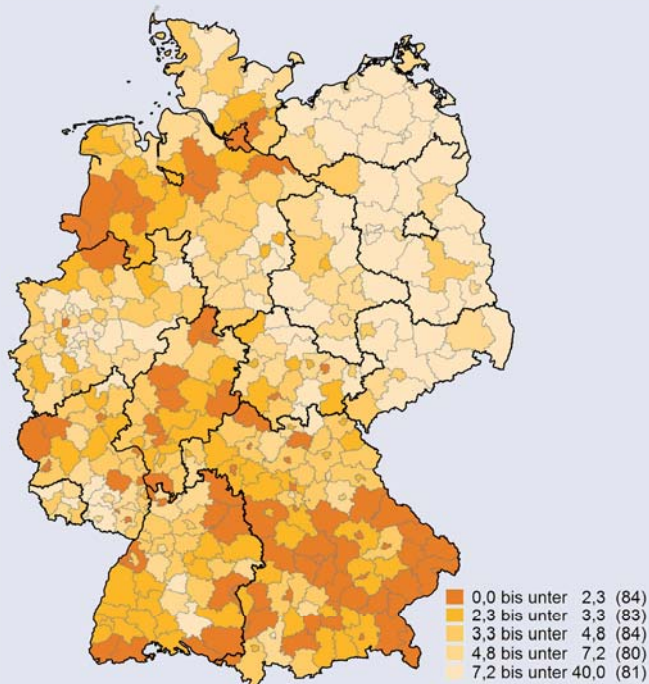 0,0 bis unter 2,3 (84)
2,3 bis unter 3,3 (83)
3,3 bis unter 4,8 (84)
4,8 bis unter 7,2 (80)
7,2 bis unter 40,0 (81)